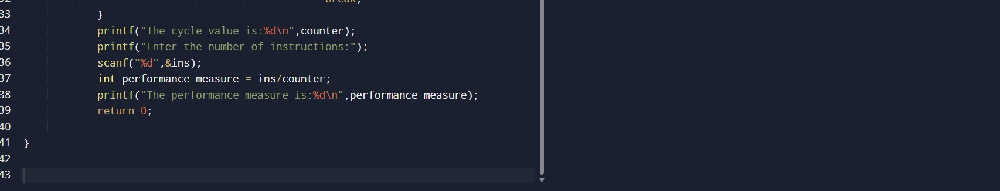 33 }
34 printf("The cycle value is:%d\n",counter);
35 printf("Enter the number of instructions:");
36 scanf("%d",&ins);
37 int performance_measure = ins/counter;
38 printf("The performance measure is:%d\n",performance_measure);
39 return 0;
40
41 }
42
43